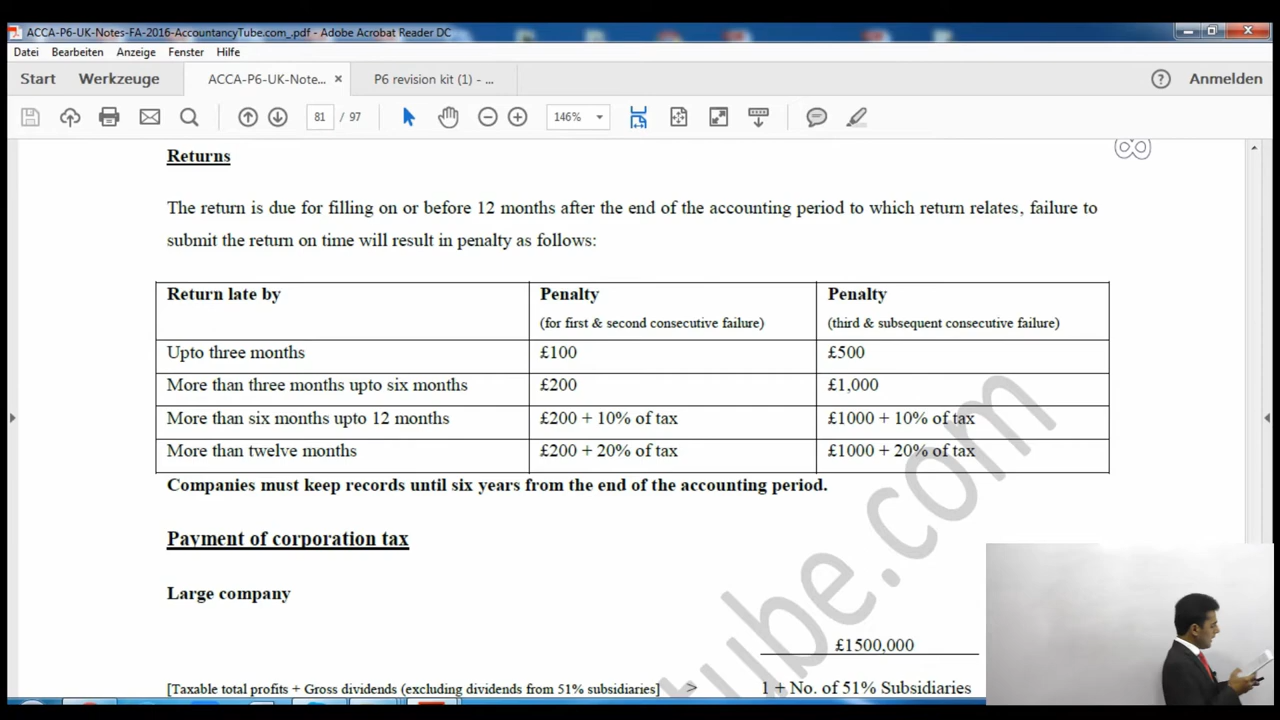 ACCA-P6-UK-Notes-FA-2016-AccountancyTube.com_.pdf - Adobe Acrobat Reader DC
Datei Bearbeiten Anzeige Fenster Hilfe
Start Werkzeuge ACCA-P6-UK-Note... × P6 revision kit (1) - ... ? Anmelden
81 / 97 146%
Returns
The return is due for filling on or before 12 months after the end of the accounting period to which return relates, failure to
submit the return on time will result in penalty as follows:
Return late by Penalty Penalty
(for first & second consecutive failure) (third & subsequent consecutive failure)
Upto three months £100 £500
More than three months upto six months £200 £1,000
More than six months upto 12 months £200 + 10% of tax £1000 + 10% of tax
More than twelve months £200 + 20% of tax £1000 + 20% of tax
Companies must keep records until six years from the end of the accounting period.
Payment of corporation tax
Large company
£1500,000
[Taxable total profits + Gross dividends (excluding dividends from 51% subsidiaries] > 1 + No. of 51% Subsidiaries
tube.com